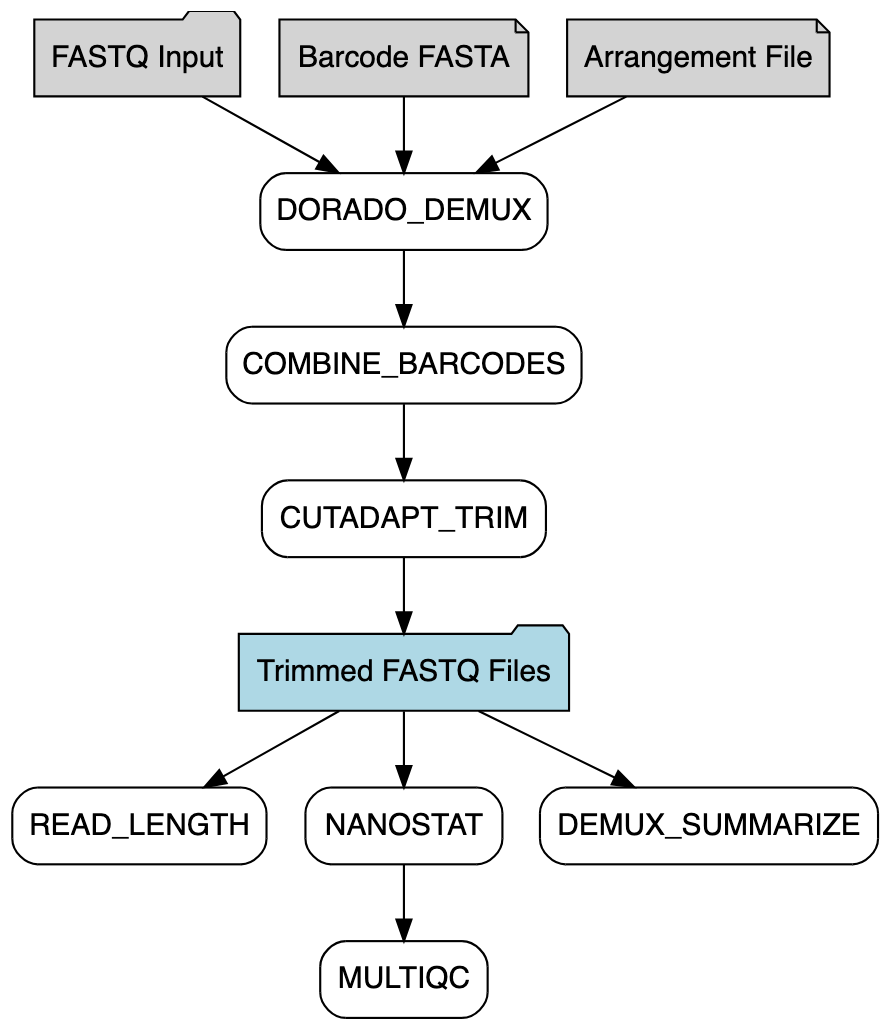 FASTQ Input
Barcode FASTA
Arrangement File
DORADO_DEMUX
COMBINE_BARCODES
CUTADAPT_TRIM
Trimmed FASTQ Files
READ_LENGTH
NANOSTAT
DEMUX_SUMMARIZE
MULTIQC